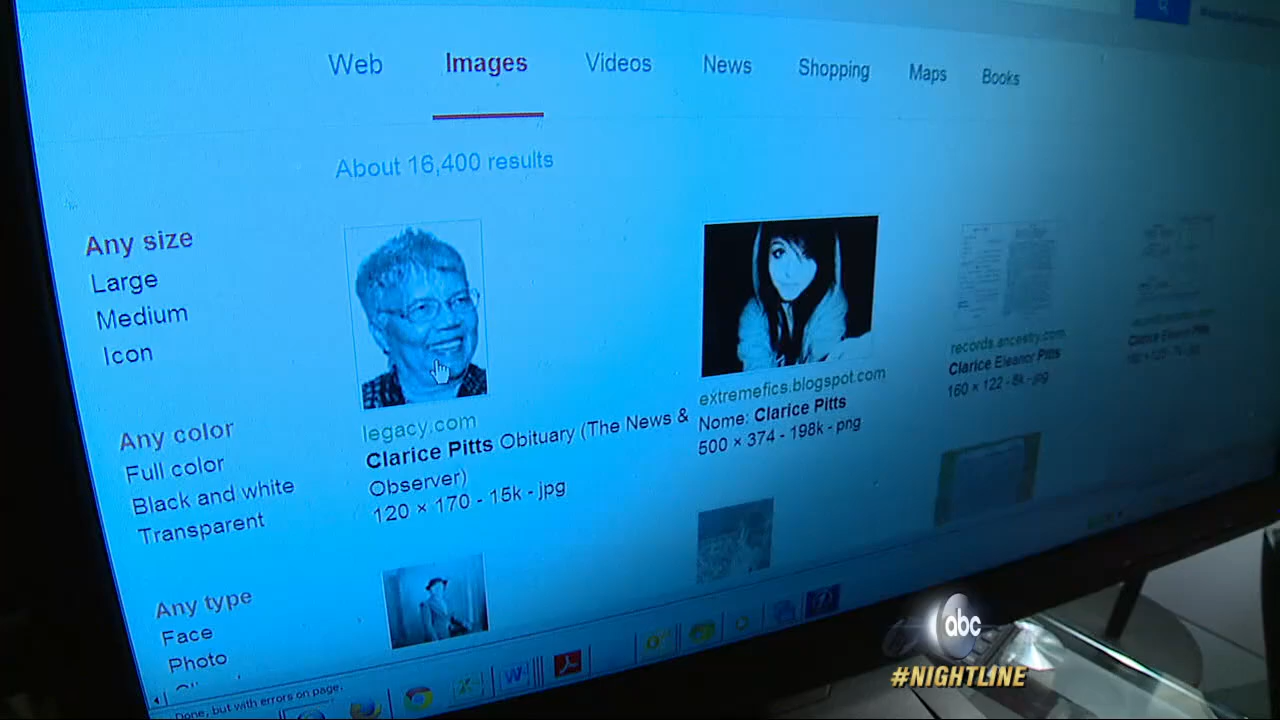 Web Images Videos News Shopping Maps Books
About 16,400 results
Any size
Large
Medium
Icon
Any color
Full color
Black and white
Transparent
Any type
Face
Photo
legacy.com
Clarice Pitts Obituary (The News &
Observer)
120 × 170 - 15k - jpg
extremefics.blogspot.com
Nome: Clarice Pitts
500 × 374 - 198k - png
records.ancestry.com
Clarice Eleanor Pitts
160 × 122 - 8k - jpg
Clarice Eleanor Pitts
Done, but with errors on page.
abc
#NIGHTLINE